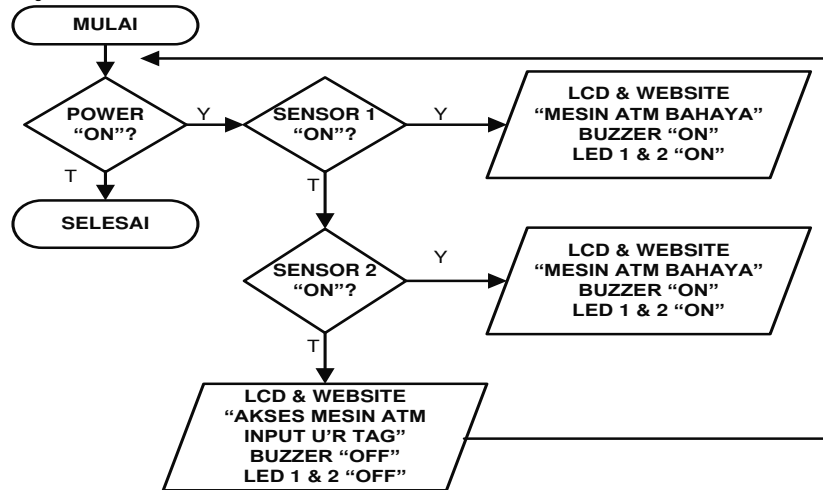 MULAI
POWER
“ON”?
Y
T
SELESAI
SENSOR 1
“ON”?
Y
T
LCD & WEBSITE
“MESIN ATM BAHAYA”
BUZZER “ON”
LED 1 & 2 “ON”
SENSOR 2
“ON”?
Y
T
LCD & WEBSITE
“MESIN ATM BAHAYA”
BUZZER “ON”
LED 1 & 2 “ON”
LCD & WEBSITE
“AKSES MESIN ATM
INPUT U’R TAG”
BUZZER “OFF”
LED 1 & 2 “OFF”